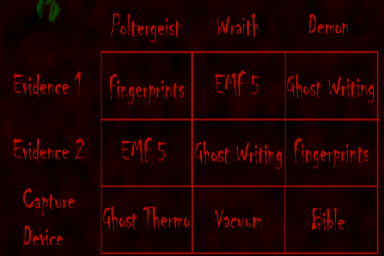 Poltergeist Wraith Demon
Evidence 1 Fingerprints EMF 5 Ghost Writing
Evidence 2 EMF 5 Ghost Writing Fingerprints
Capture
Device Ghost Thermo Vacuum Bible